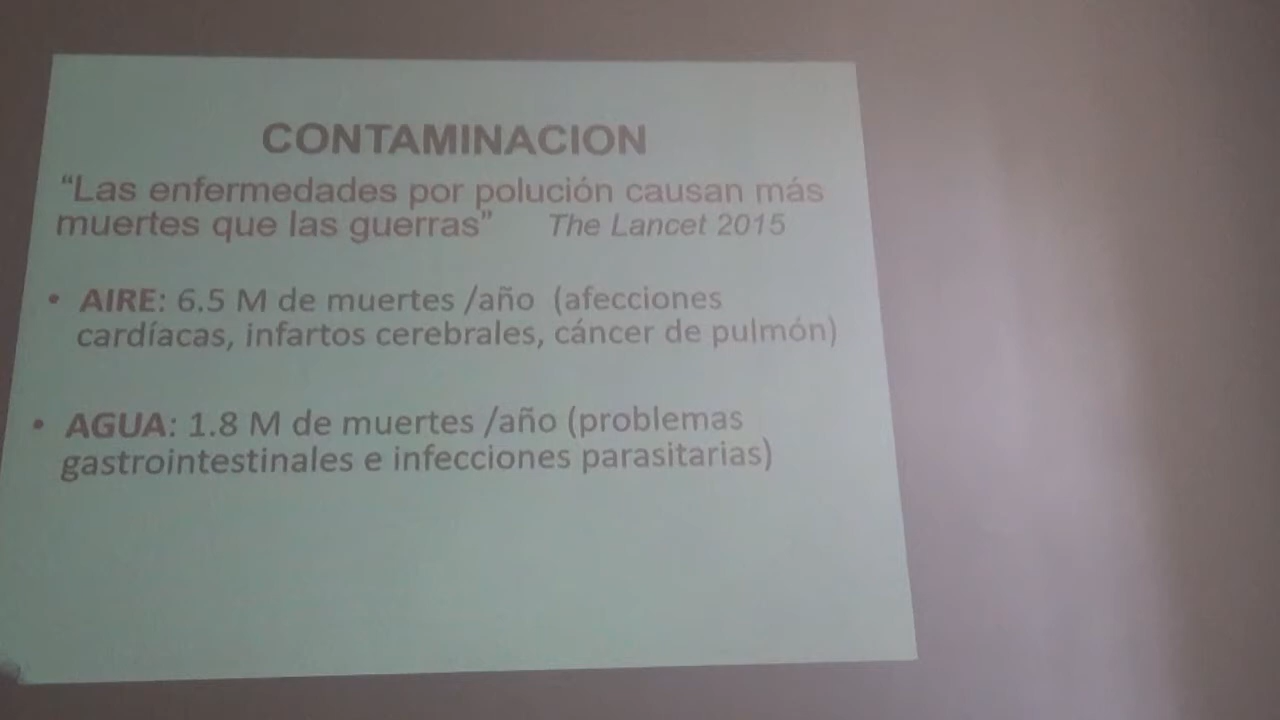 CONTAMINACION
“Las enfermedades por polución causan más
muertes que las guerras” The Lancet 2015
• AIRE: 6.5 M de muertes /año (afecciones
cardíacas, infartos cerebrales, cáncer de pulmón)
• AGUA: 1.8 M de muertes /año (problemas
gastrointestinales e infecciones parasitarias)